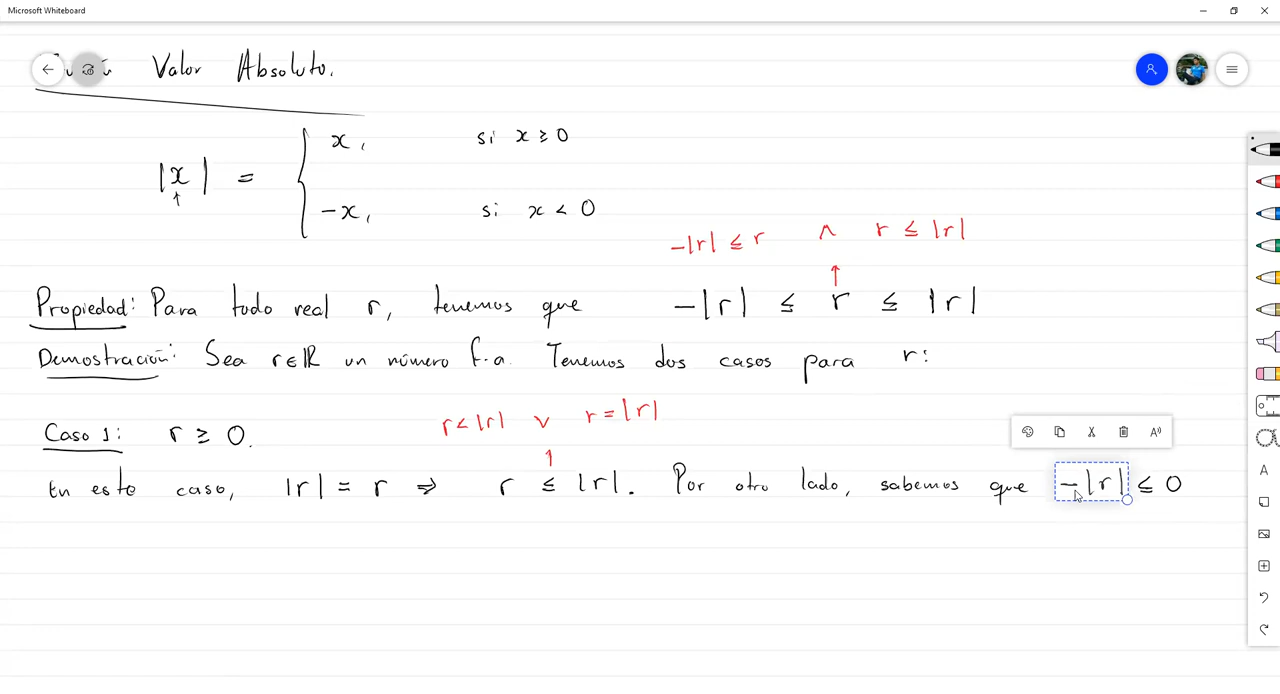 Microsoft Whiteboard
Valor Absoluto.
|x| = { x, si x ≥ 0
-x, si x < 0
-|r| ≤ r ∧ r ≤ |r|
↑
Propiedad: Para todo real r, tenemos que -|r| ≤ r ≤ |r|
Demostración: Sea r∈ℝ un número f.a. Tenemos dos casos para r:
r<|r| ∨ r=|r|
↑
Caso 1: r ≥ 0.
En este caso, |r| = r ⇒ r ≤ |r|. Por otro lado, sabemos que -|r| ≤ 0